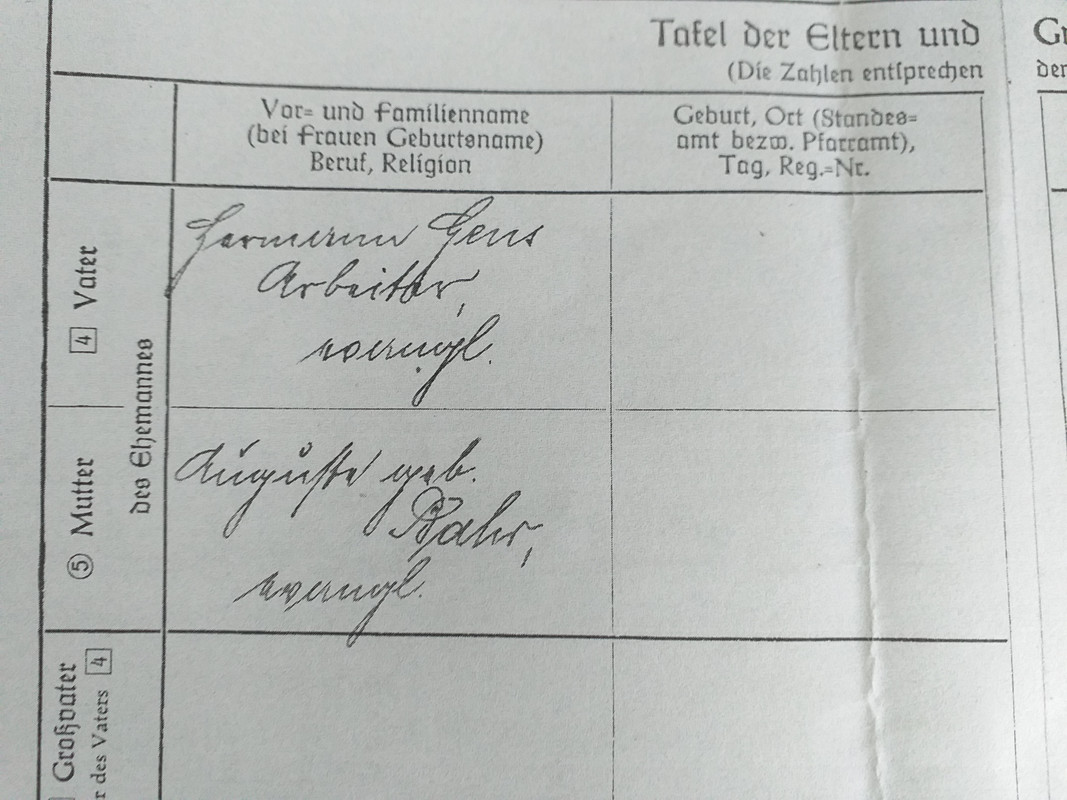 Tafel der Eltern und
(Die Zahlen entsprechen
Vor= und Familienname
(bei Frauen Geburtsname)
Beruf, Religion
Geburt, Ort (Standes=
amt bezw. Pfarramt),
Tag, Reg.=Nr.
4 Vater
des Ehemannes
Hermann Gens
Arbeiter,
evangl.
5 Mutter
Auguste geb.
evangl.
Großvater
des Vaters 4